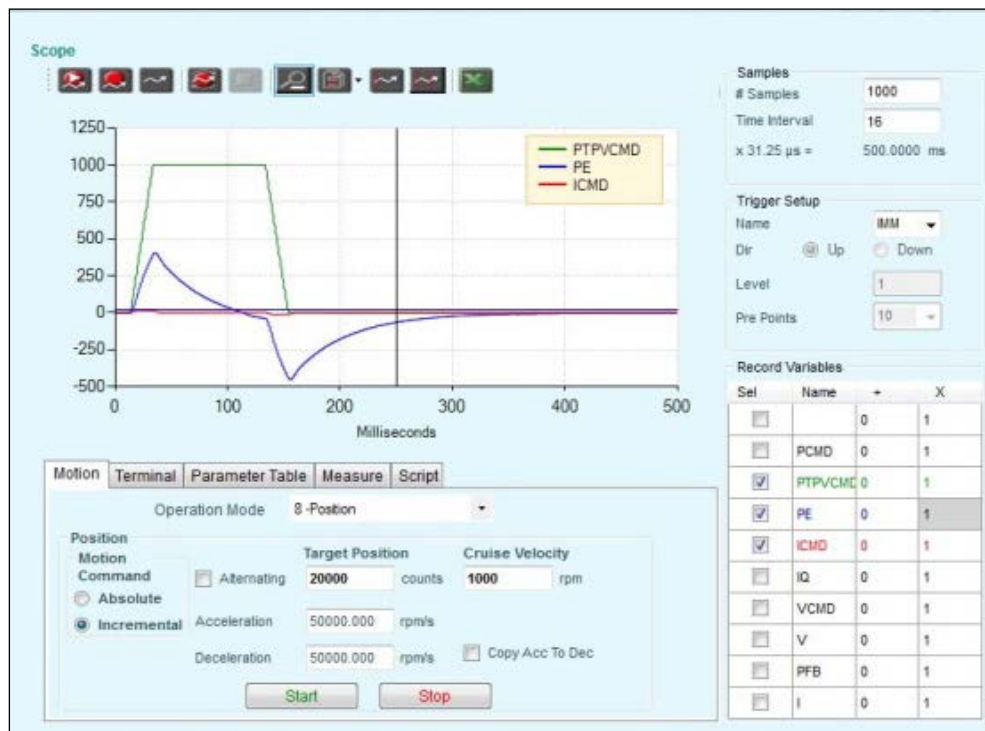 Scope
1250
1000
750
500
250
0
-250
-500
0 100 200 300 400 500
Milliseconds
PTPVCMD
PE
ICMD
Samples
# Samples 1000
Time Interval 16
x 31.25 µs = 500.0000 ms
Trigger Setup
Name IMM
Dir Up Down
Level 1
Pre Points 10
Record Variables
Sel Name + X
0 1
PCMD 0 1
PTPVCMD 0 1
PE 0 1
ICMD 0 1
IQ 0 1
VCMD 0 1
V 0 1
PFB 0 1
I 0 1
Motion Terminal Parameter Table Measure Script
Operation Mode 8 -Position
Position
Motion Command
Absolute
Incremental
Target Position Cruise Velocity
Alternating 20000 counts 1000 rpm
Acceleration 50000.000 rpm/s
Deceleration 50000.000 rpm/s Copy Acc To Dec
Start Stop